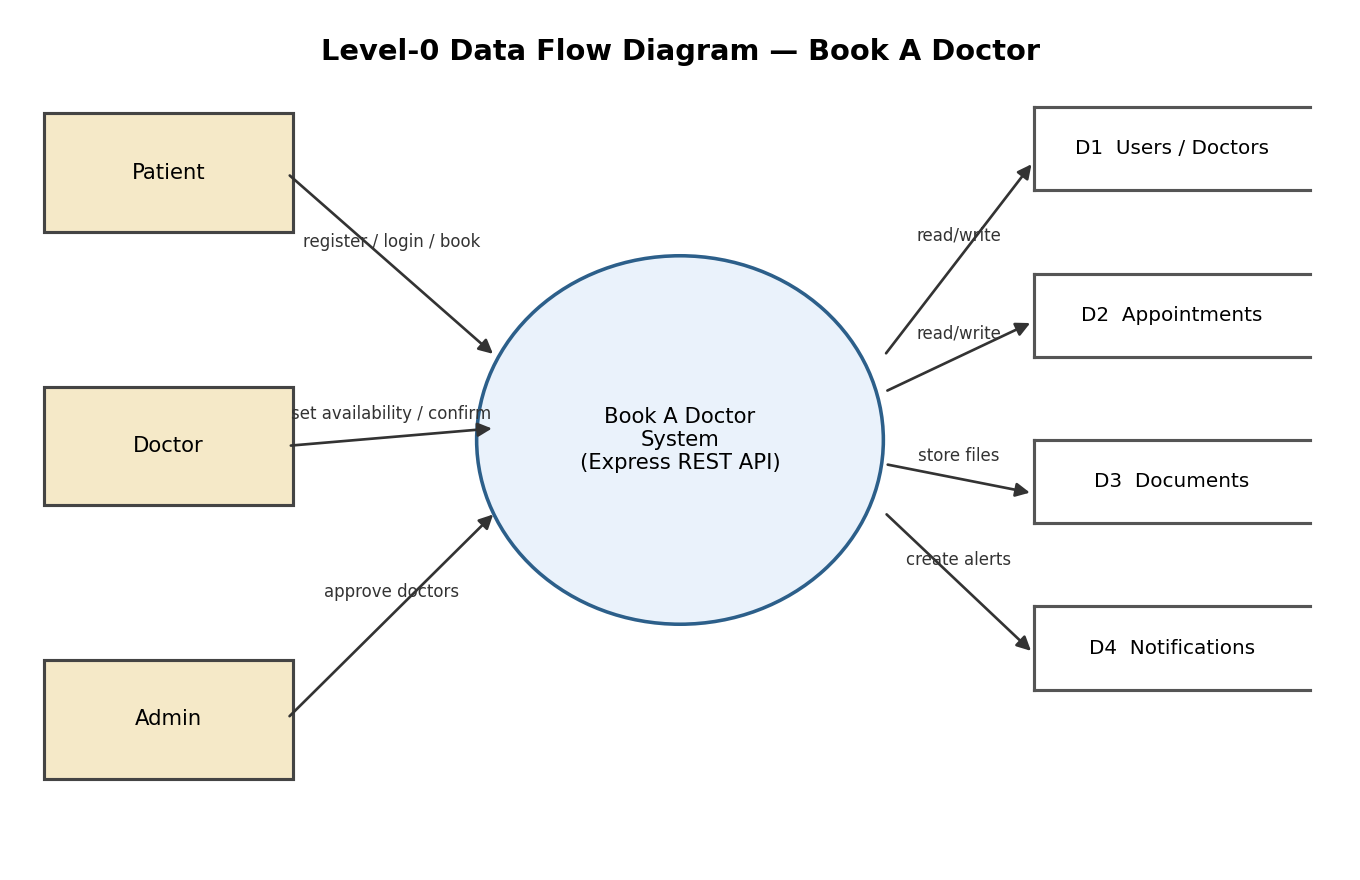 Level-0 Data Flow Diagram — Book A Doctor
Patient
register / login / book
Doctor
set availability / confirm
Admin
approve doctors
Book A Doctor
System
(Express REST API)
read/write
D1  Users / Doctors
read/write
D2  Appointments
store files
D3  Documents
create alerts
D4  Notifications